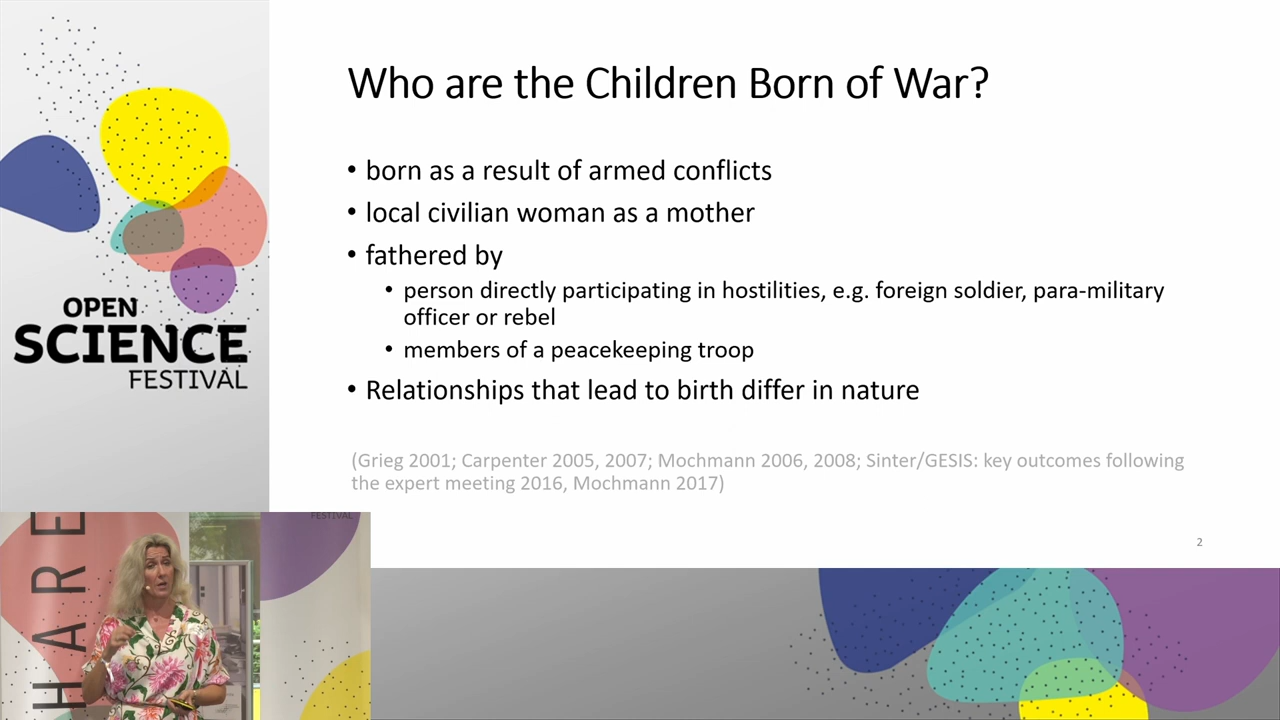 Who are the Children Born of War?
• born as a result of armed conflicts
• local civilian woman as a mother
• fathered by
• person directly participating in hostilities, e.g. foreign soldier, para-military
officer or rebel
• members of a peacekeeping troop
• Relationships that lead to birth differ in nature
(Grieg 2001; Carpenter 2005, 2007; Mochmann 2006, 2008; Sinter/GESIS: key outcomes following
the expert meeting 2016, Mochmann 2017)
2
OPEN
SCIENCE
FESTIVAL
HARE
FESTIVAL